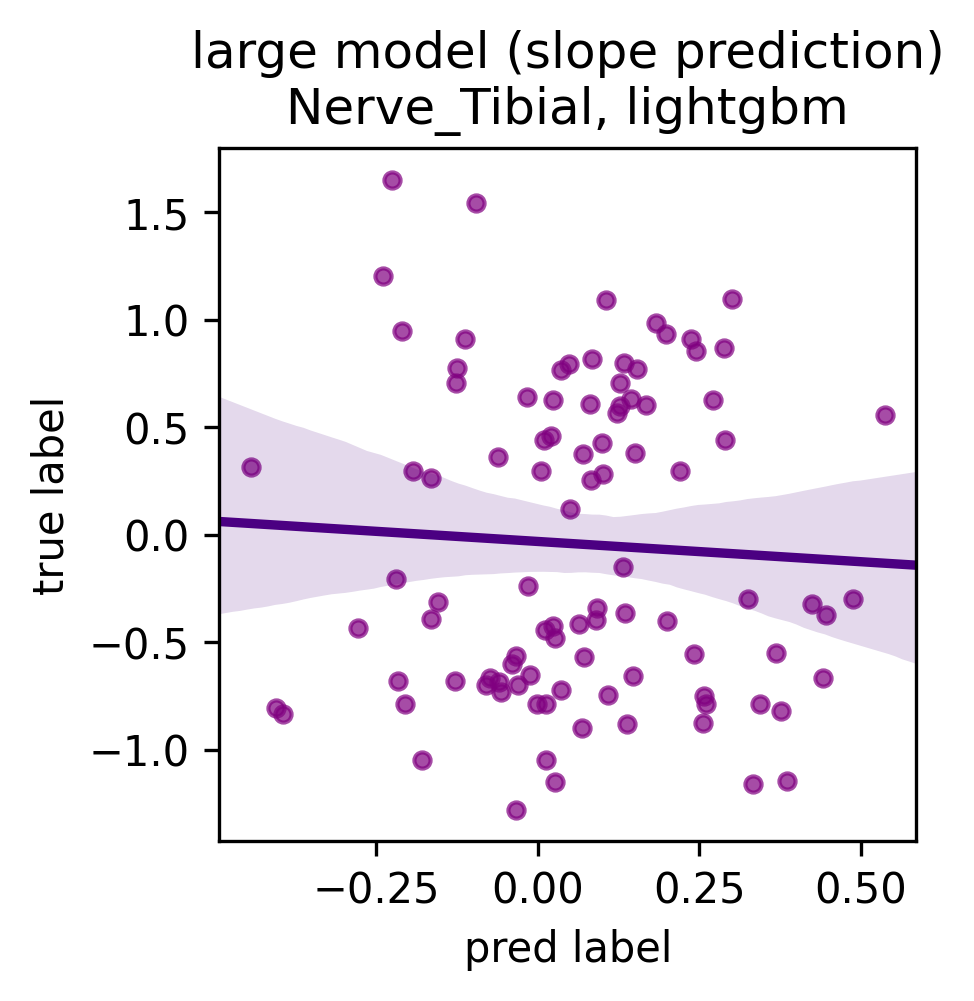 large model (slope prediction)
Nerve_Tibial, lightgbm
1.5
1.0
0.5
0.0
−0.5
−1.0
true label
−0.25
0.00
0.25
0.50
pred label